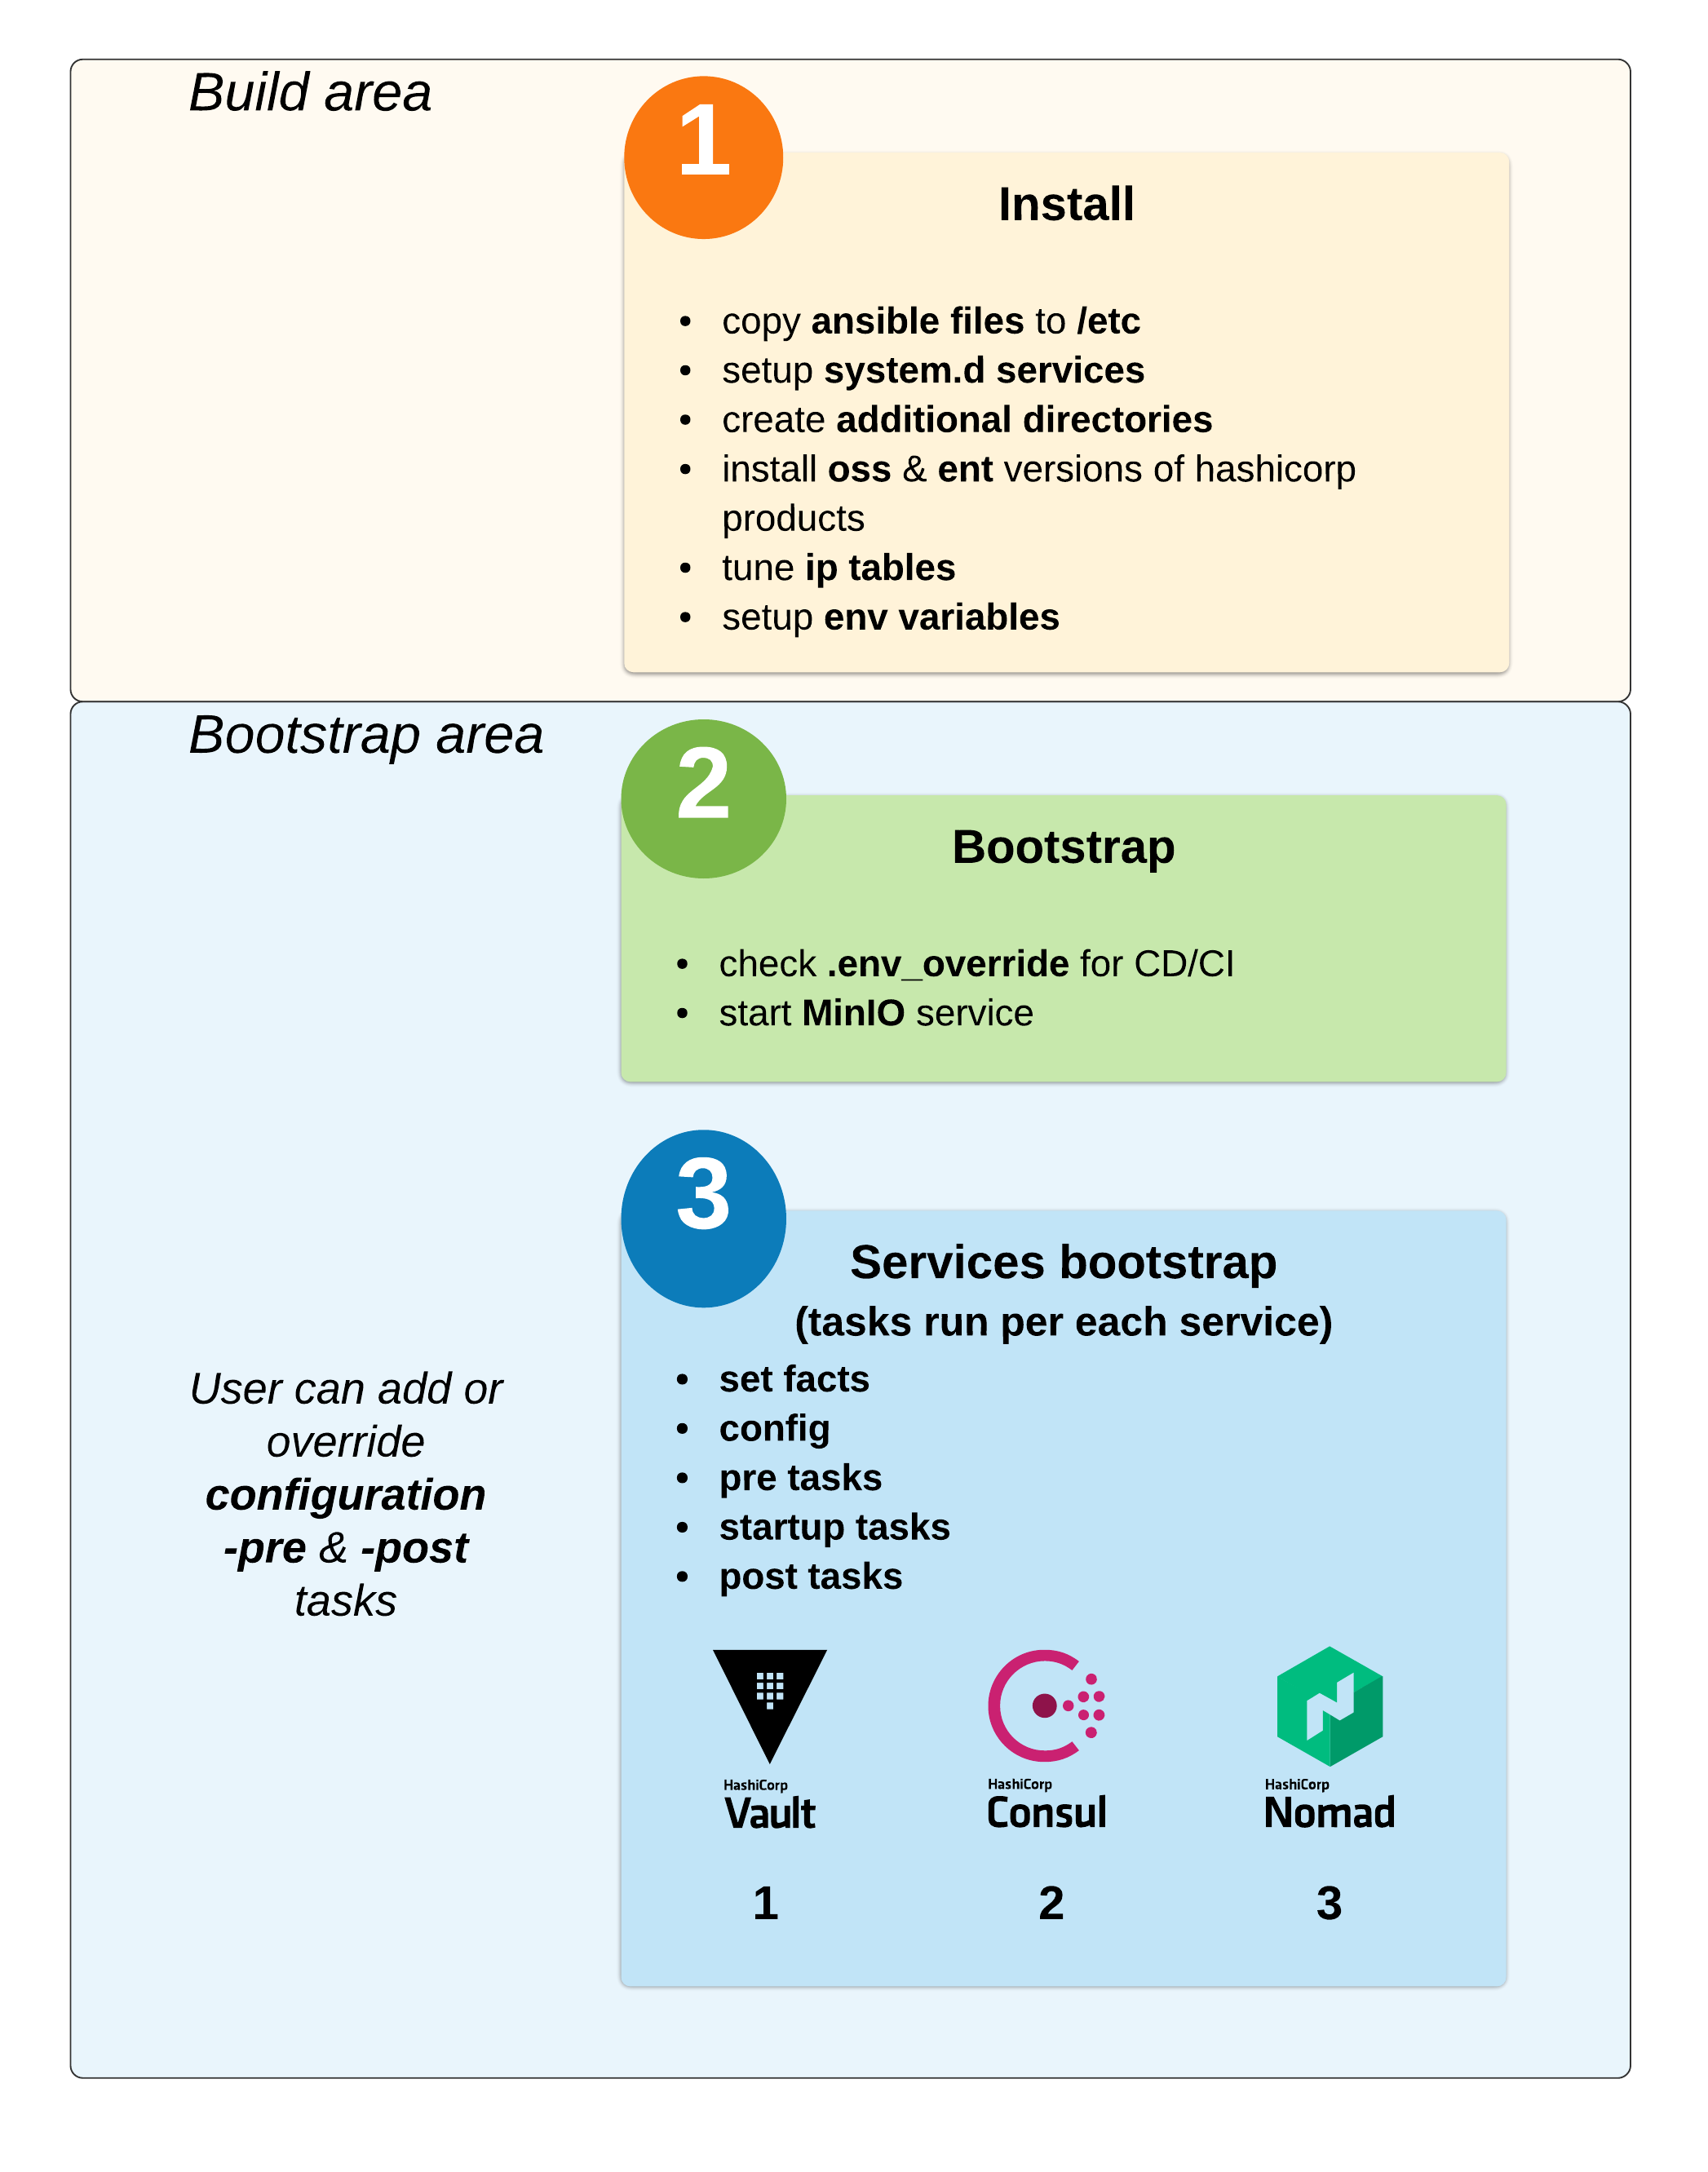 Build area
1
Install
• copy ansible files to /etc
• setup system.d services
• create additional directories
• install oss & ent versions of hashicorp
products
• tune ip tables
• setup env variables
Bootstrap area
2
Bootstrap
• check .env_override for CD/CI
• start MinIO service
3
Services bootstrap
(tasks run per each service)
• set facts
• config
• pre tasks
• startup tasks
• post tasks
User can add or
override
configuration
-pre & -post
tasks
HashiCorp
Vault
HashiCorp
Consul
HashiCorp
Nomad
1
2
3